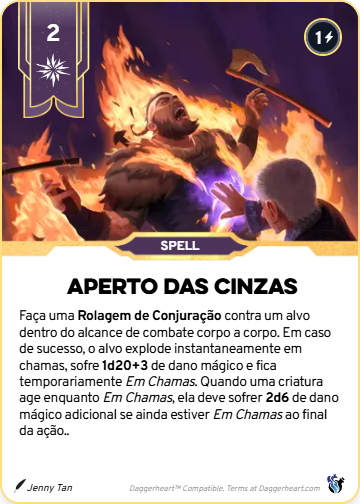 2
1
SPELL
APERTO DAS CINZAS
Faça uma Rolagem de Conjuração contra um alvo
dentro do alcance de combate corpo a corpo. Em caso
de sucesso, o alvo explode instantaneamente em
chamas, sofre 1d20+3 de dano mágico e fica
temporariamente Em Chamas. Quando uma criatura
age enquanto Em Chamas, ela deve sofrer 2d6 de dano
mágico adicional se ainda estiver Em Chamas ao final
da ação..
Jenny Tan
Daggerheart™ Compatible. Terms at Daggerheart.com